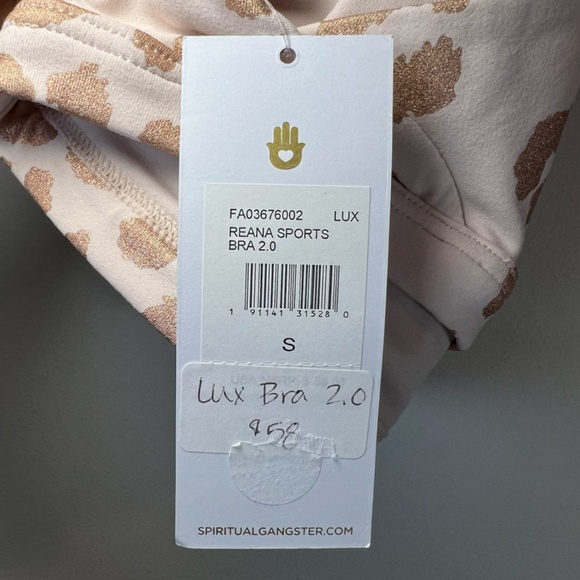 FA03676002 LUX
REANA SPORTS
BRA 2.0
1 91141 31528 0
S
Lux Bra 2.0
$58
SPIRITUALGANGSTER.COM